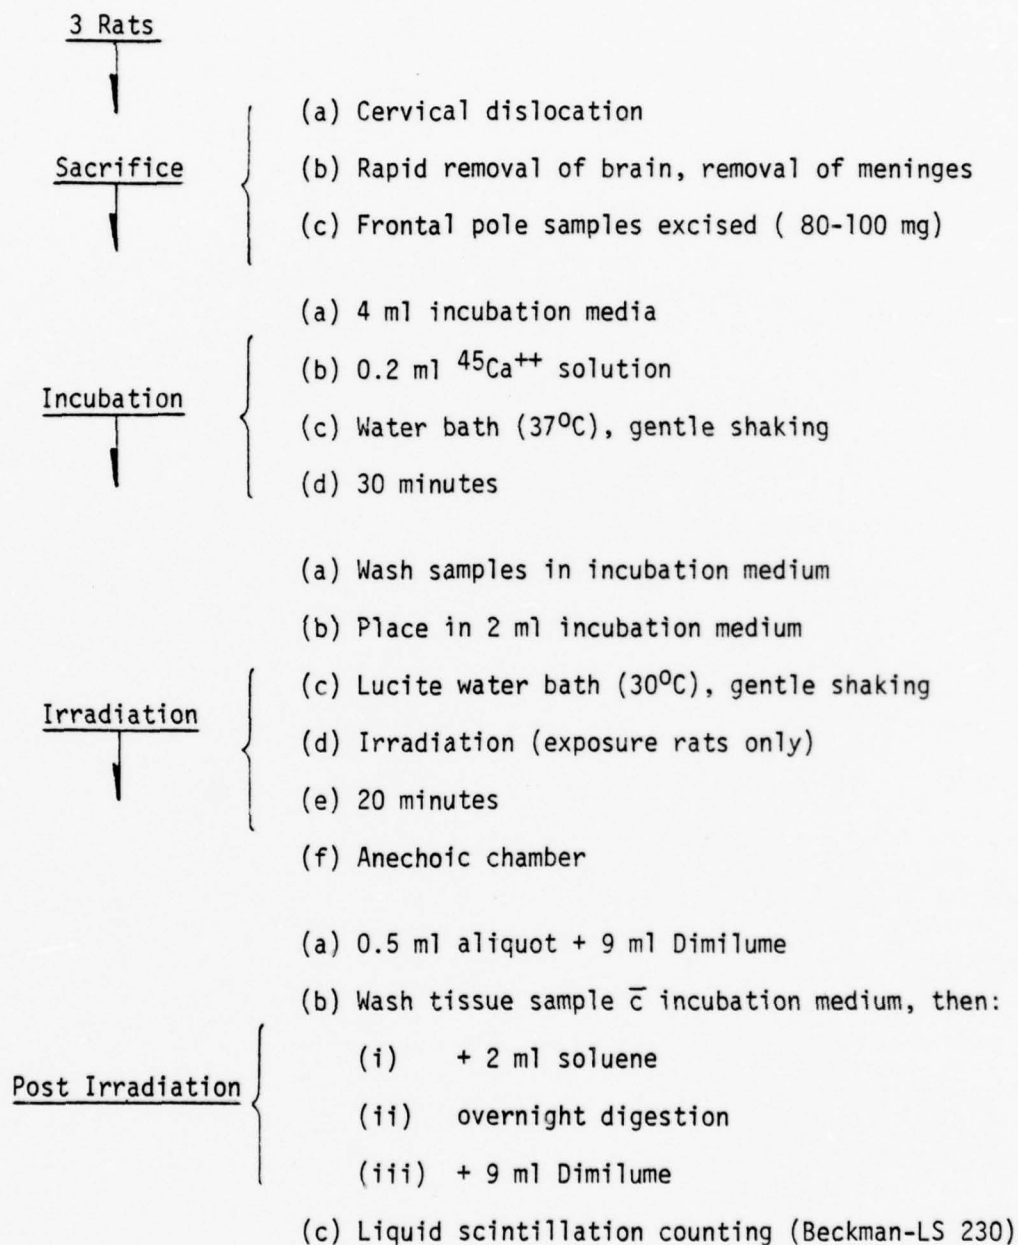 3 Rats
Sacrifice
(a) Cervical dislocation
(b) Rapid removal of brain, removal of meninges
(c) Frontal pole samples excised ( 80-100 mg)
Incubation
(a) 4 ml incubation media
(b) 0.2 ml ⁴⁵Ca⁺⁺ solution
(c) Water bath (37⁰C), gentle shaking
(d) 30 minutes
Irradiation
(a) Wash samples in incubation medium
(b) Place in 2 ml incubation medium
(c) Lucite water bath (30⁰C), gentle shaking
(d) Irradiation (exposure rats only)
(e) 20 minutes
(f) Anechoic chamber
Post Irradiation
(a) 0.5 ml aliquot + 9 ml Dimilume
(b) Wash tissue sample c̄ incubation medium, then:
(i) + 2 ml soluene
(ii) overnight digestion
(iii) + 9 ml Dimilume
(c) Liquid scintillation counting (Beckman-LS 230)